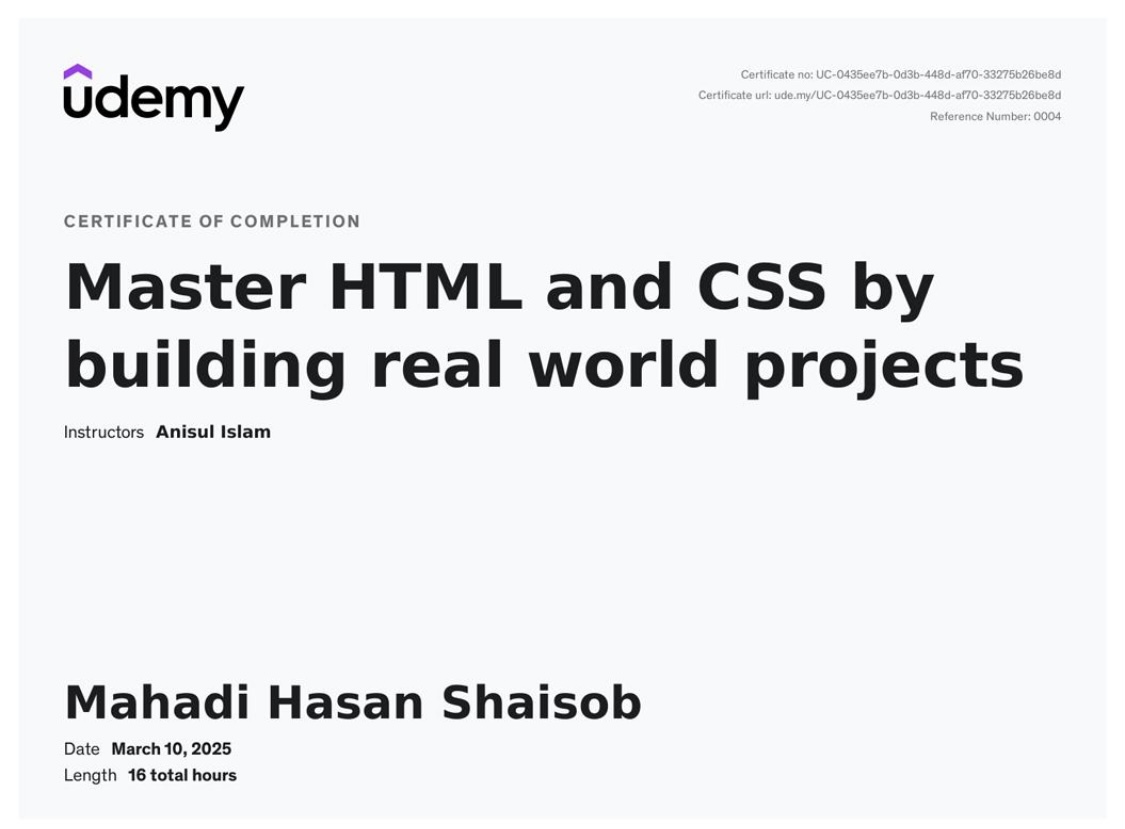 udemy
Certificate no: UC-0435ee7b-0d3b-448d-af70-33275b26be8d
Certificate url: ude.my/UC-0435ee7b-0d3b-448d-af70-33275b26be8d
Reference Number: 0004
CERTIFICATE OF COMPLETION
Master HTML and CSS by
building real world projects
Instructors Anisul Islam
Mahadi Hasan Shaisob
Date March 10, 2025
Length 16 total hours